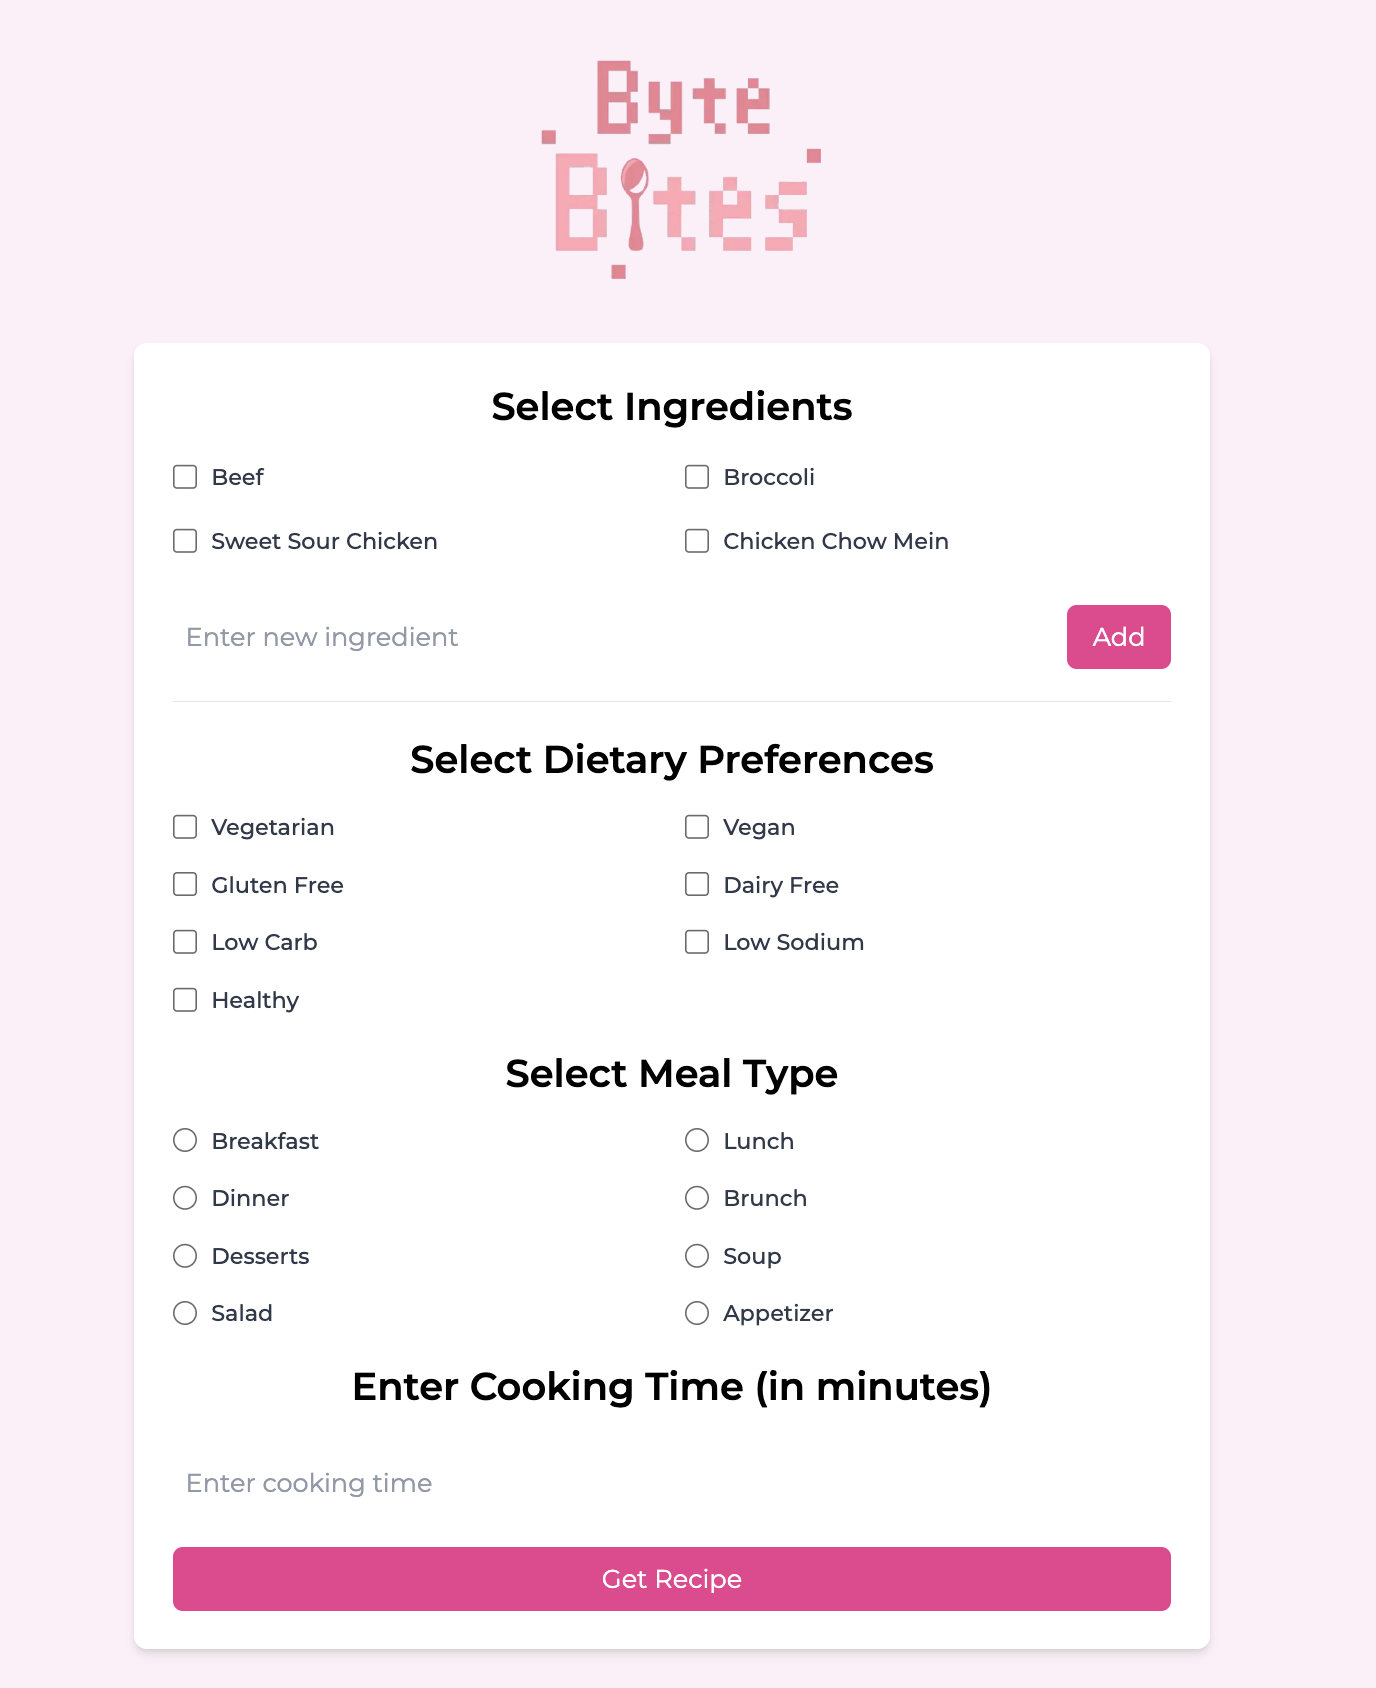 Byte
Bites
Select Ingredients
Beef Broccoli
Sweet Sour Chicken Chicken Chow Mein
Enter new ingredient Add
Select Dietary Preferences
Vegetarian Vegan
Gluten Free Dairy Free
Low Carb Low Sodium
Healthy
Select Meal Type
Breakfast Lunch
Dinner Brunch
Desserts Soup
Salad Appetizer
Enter Cooking Time (in minutes)
Enter cooking time
Get Recipe